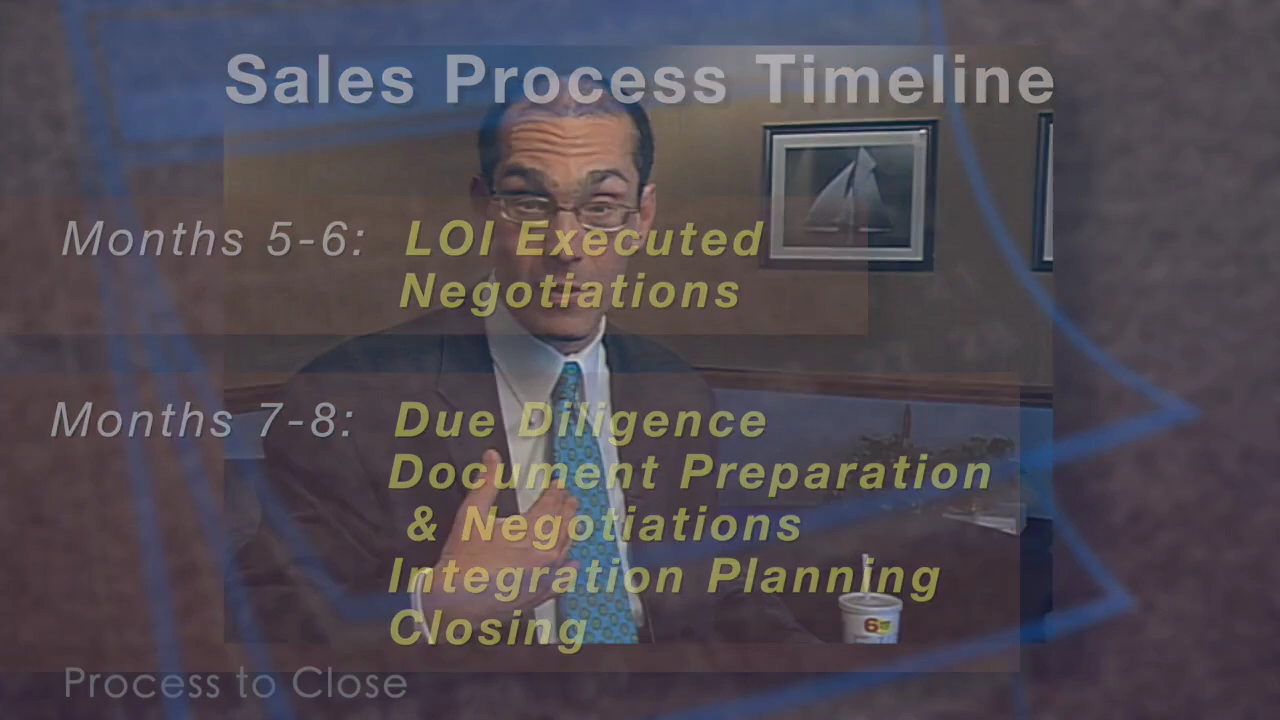 Sales Process Timeline
Months 5-6: LOI Executed
Negotiations
Months 7-8: Due Diligence
Document Preparation
& Negotiations
Integration Planning
Closing
6
Process to Close